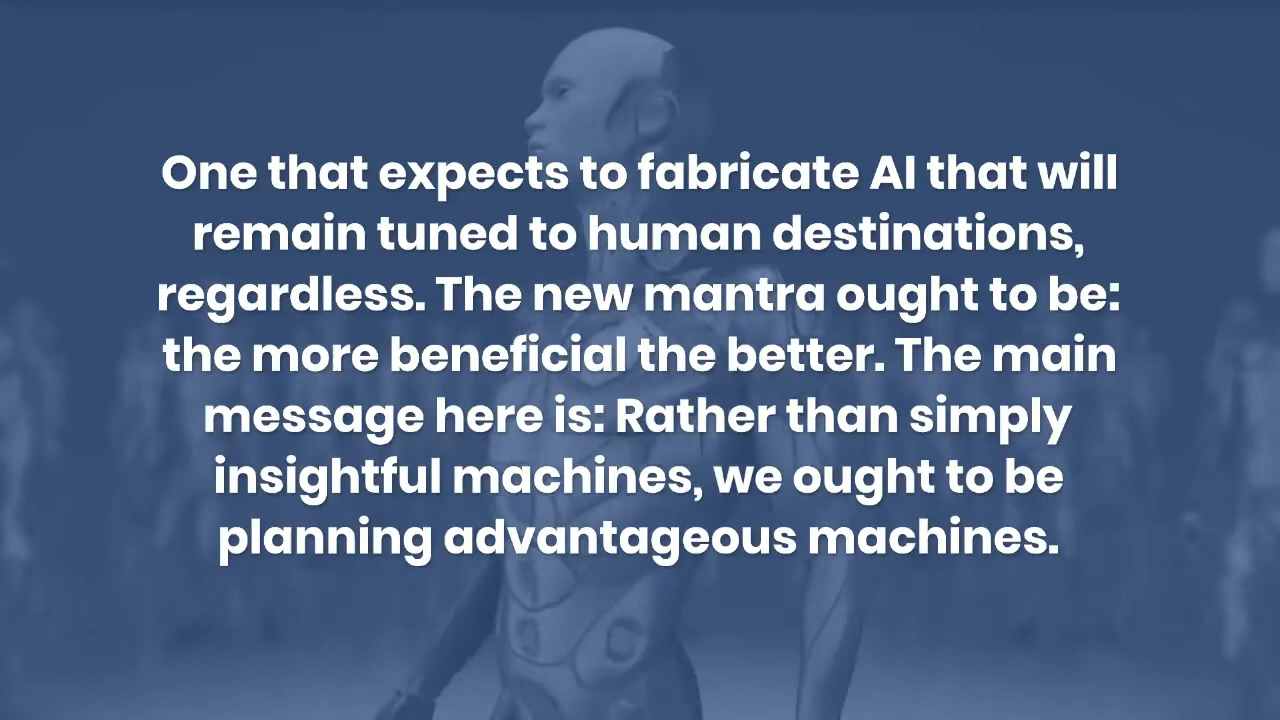 One that expects to fabricate AI that will
remain tuned to human destinations,
regardless. The new mantra ought to be:
the more beneficial the better. The main
message here is: Rather than simply
insightful machines, we ought to be
planning advantageous machines.